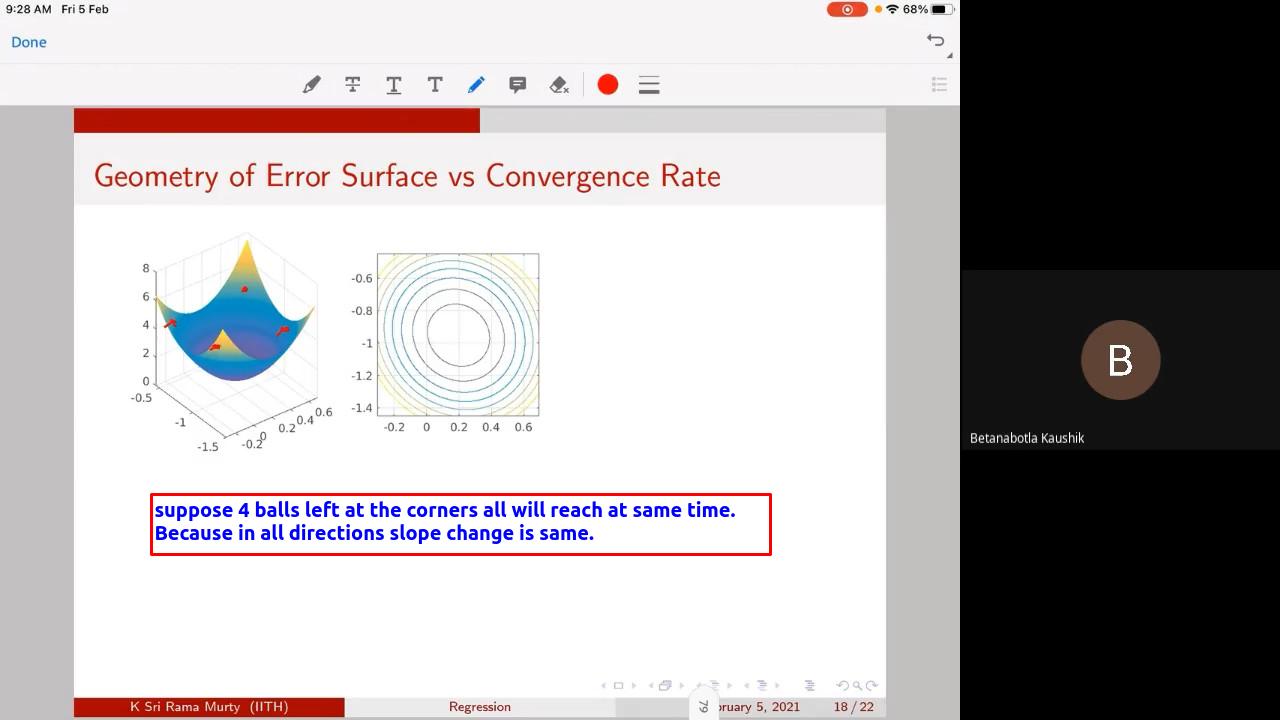 9:28 AM Fri 5 Feb
68%
Done
Geometry of Error Surface vs Convergence Rate
8
6
4
2
0
-0.5
-1
-1.5
-0.2
0
0.2
0.4
0.6
-0.6
-0.8
-1
-1.2
-1.4
-0.2 0 0.2 0.4 0.6
suppose 4 balls left at the corners all will reach at same time.
Because in all directions slope change is same.
B
Betanabotla Kaushik
K Sri Rama Murty (IITH) Regression 79 bruary 5, 2021 18 / 22